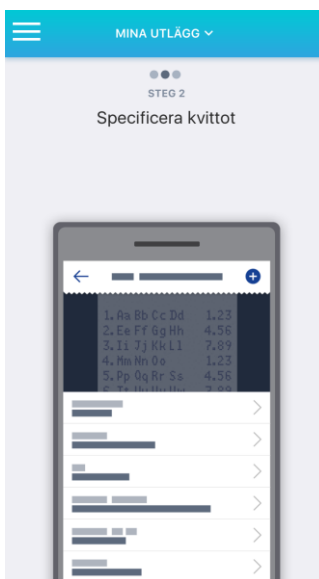 MINA UTLÄGG
STEG 2
Specificera kvittot
1. Aa Bb Cc Dd 1.23
2. Ee Ff Gg Hh 4.56
3. Ii Jj Kk Ll 7.89
4. Mm Nn Oo 1.23
5. Pp Qq Rr Ss 4.56